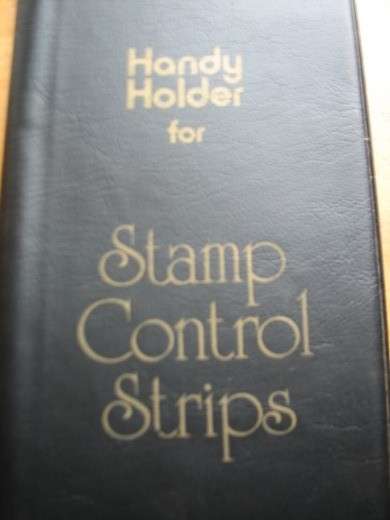 Handy
Holder
for
Stamp
Control
Strips